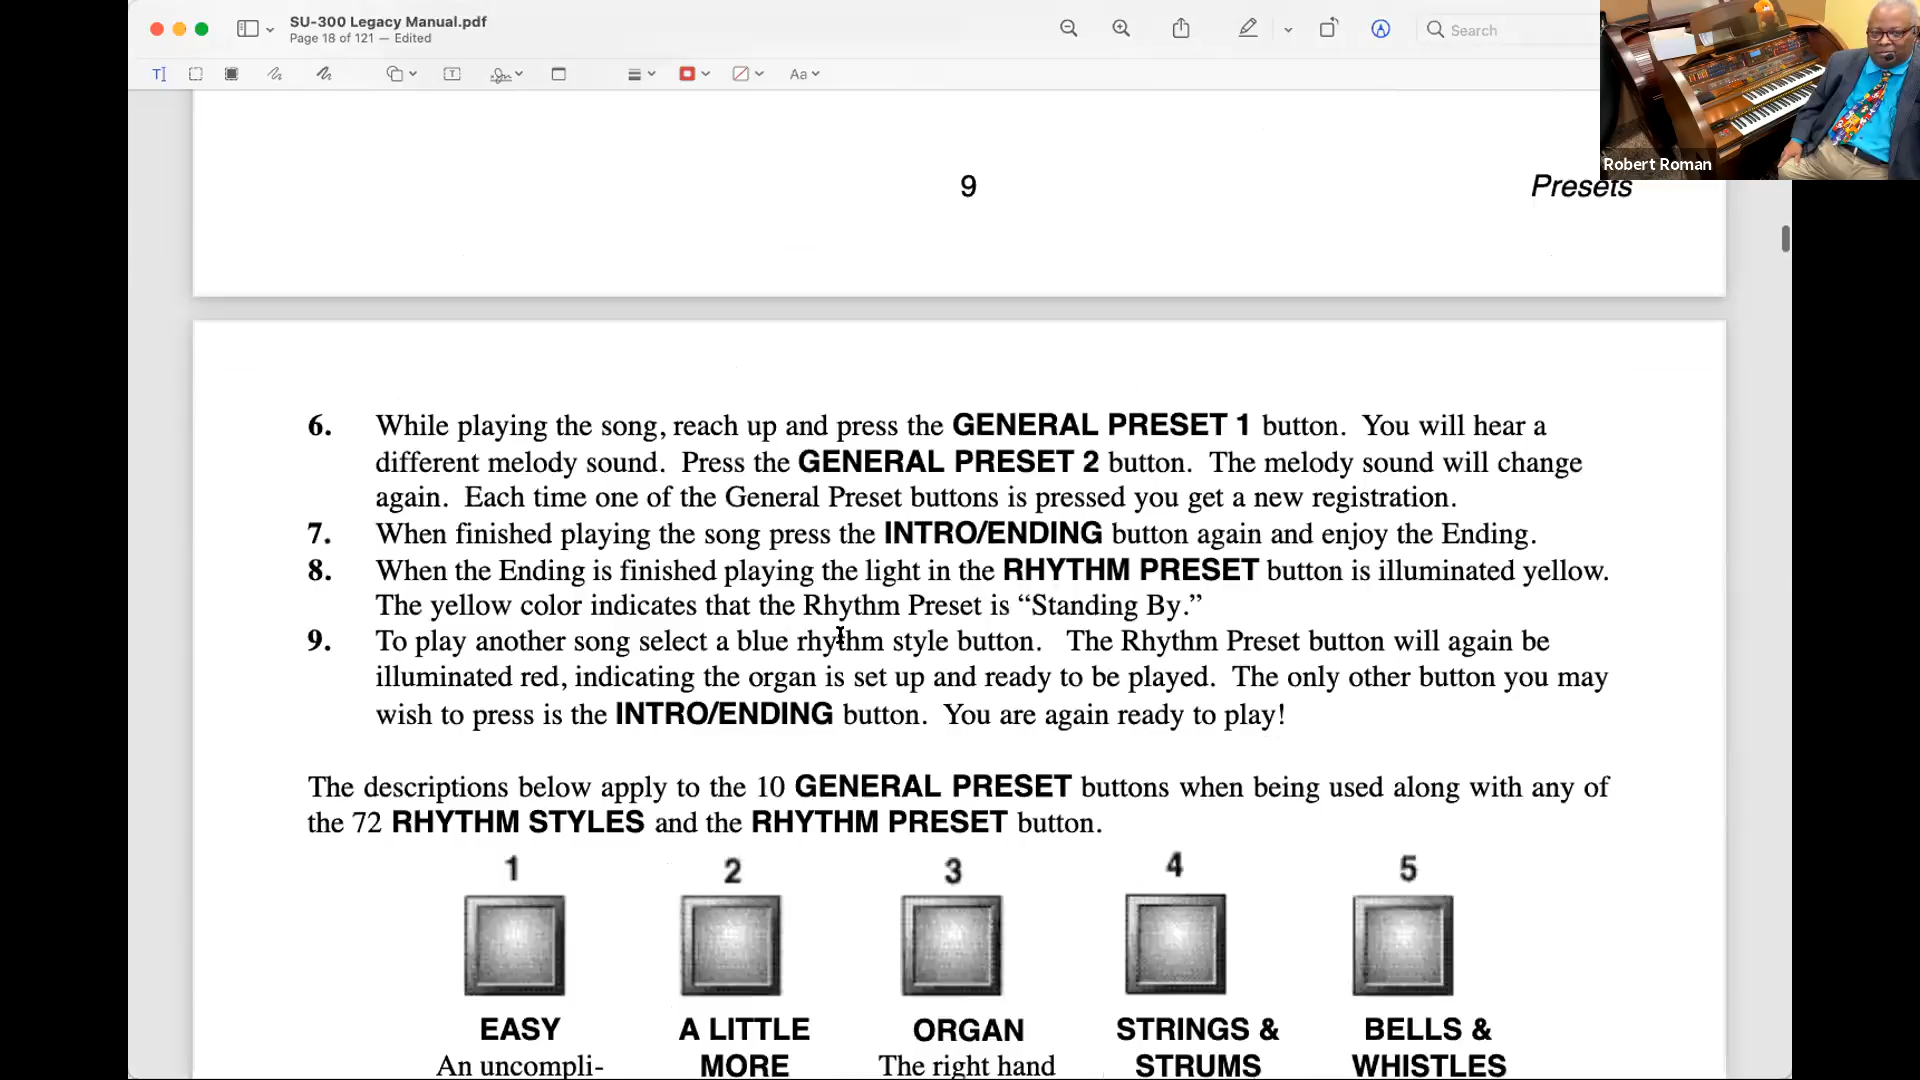 SU-300 Legacy Manual.pdf
Page 18 of 121 — Edited
Search
Aa
Robert Roman
9
Presets
6. While playing the song, reach up and press the GENERAL PRESET 1 button. You will hear a
different melody sound. Press the GENERAL PRESET 2 button. The melody sound will change
again. Each time one of the General Preset buttons is pressed you get a new registration.
7. When finished playing the song press the INTRO/ENDING button again and enjoy the Ending.
8. When the Ending is finished playing the light in the RHYTHM PRESET button is illuminated yellow.
The yellow color indicates that the Rhythm Preset is “Standing By.”
9. To play another song select a blue rhythm style button. The Rhythm Preset button will again be
illuminated red, indicating the organ is set up and ready to be played. The only other button you may
wish to press is the INTRO/ENDING button. You are again ready to play!
The descriptions below apply to the 10 GENERAL PRESET buttons when being used along with any of
the 72 RHYTHM STYLES and the RHYTHM PRESET button.
1 2 3 4 5
EASY A LITTLE ORGAN STRINGS & BELLS &
An uncompli- MORE The right hand STRUMS WHISTLES